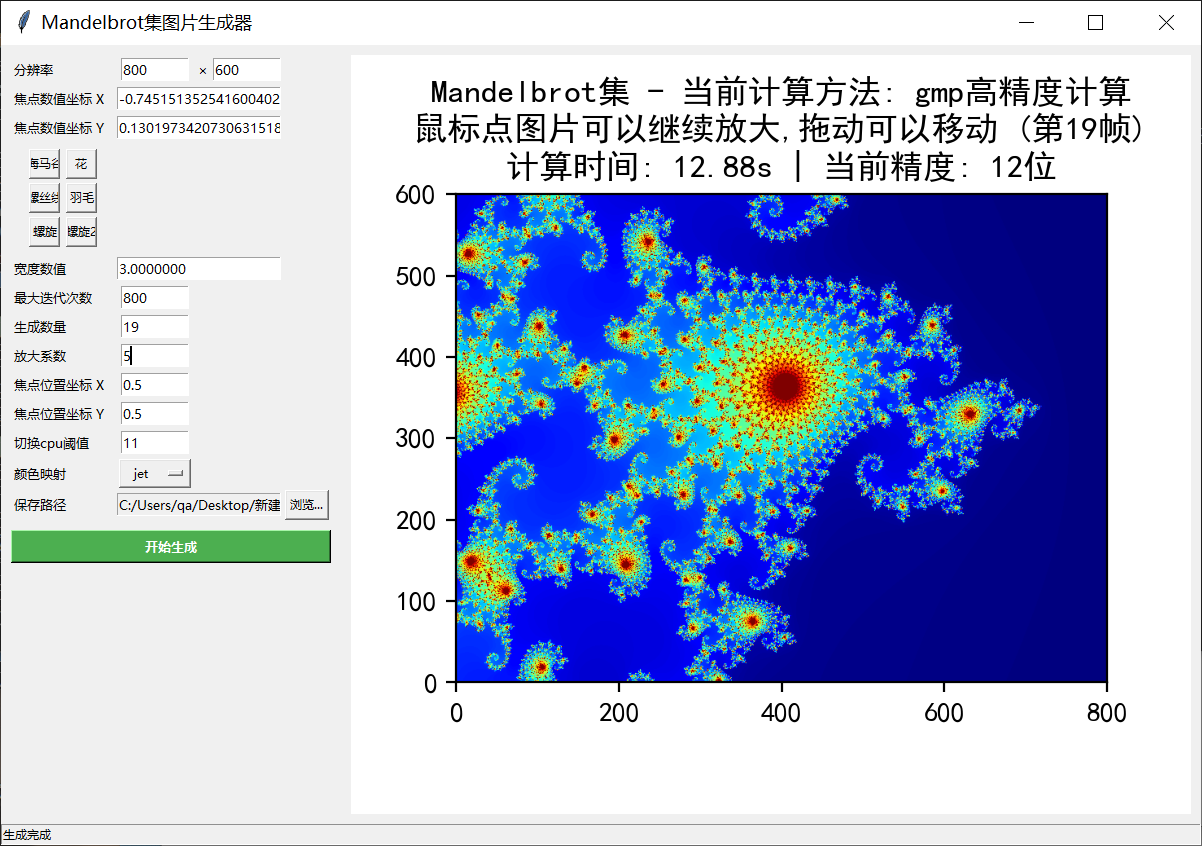 Mandelbrot集图片生成器
分辨率 800 × 600
焦点数值坐标 X -0.745151352541600402
焦点数值坐标 Y 0.1301973420730631518
海马谷 花
羽毛
螺旋 螺旋2
宽度数值 3.0000000
最大迭代次数 800
生成数量 19
放大系数 5
焦点位置坐标 X 0.5
焦点位置坐标 Y 0.5
切换cpu阈值 11
颜色映射 jet
保存路径 C:/Users/qa/Desktop/新建 浏览...
开始生成
Mandelbrot集 - 当前计算方法: gmp高精度计算
鼠标点图片可以继续放大,拖动可以移动 (第19帧)
计算时间: 12.88s | 当前精度: 12位
600
500
400
300
200
100
0
0 200 400 600 800
生成完成